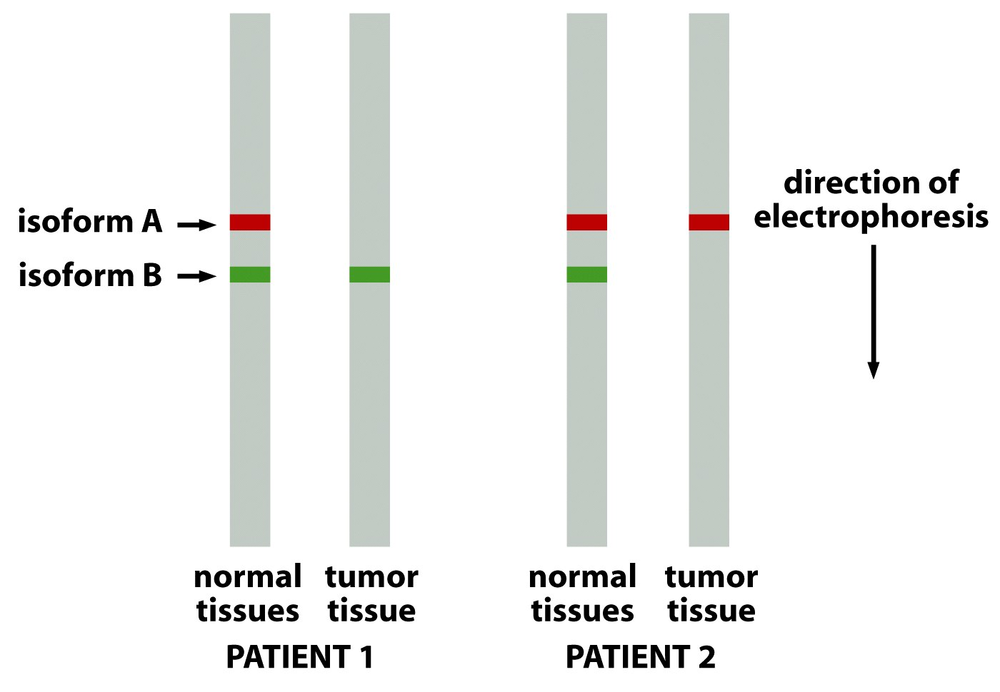 direction of
electrophoresis
isoform A
isoform B
normal
tissues
tumor
tissue
normal
tissues
tumor
tissue
PATIENT 1
PATIENT 2